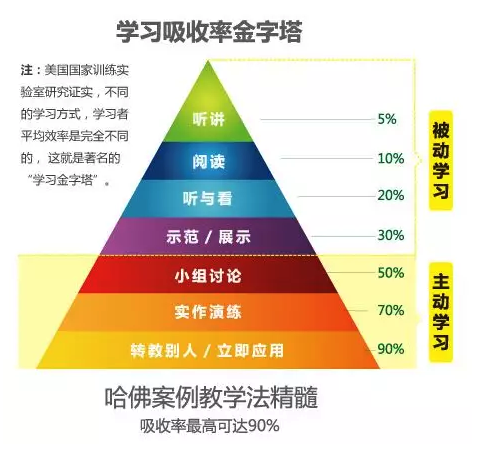 学习吸收率金字塔
注：美国国家训练实
验室研究证实，不同
的学习方式，学习者
平均效率是完全不同
的，这就是著名的
“学习金字塔”。
听讲 5%
阅读 10%
听与看 20%
示范 / 展示 30%
被动学习
小组讨论 50%
实作演练 70%
转教别人 / 立即应用 90%
主动学习
哈佛案例教学法精髓
吸收率最高可达90%